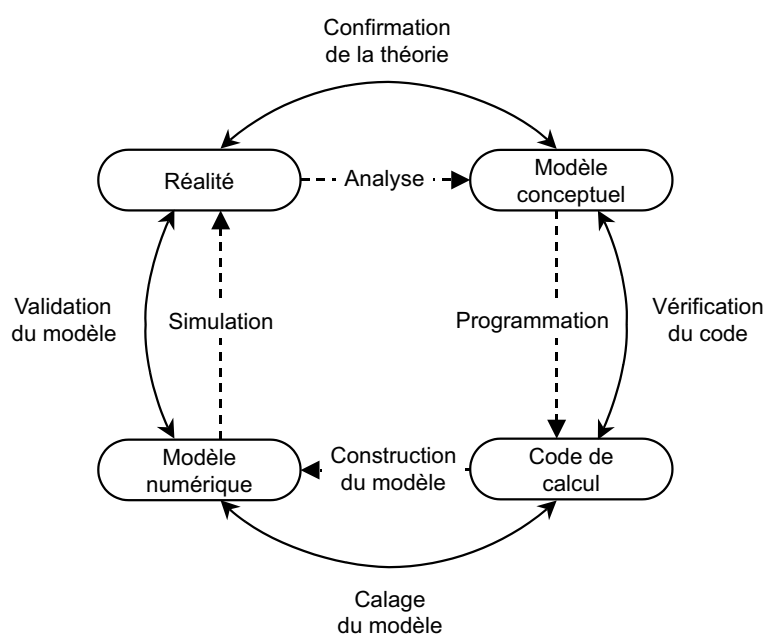 Confirmation
de la théorie
Réalité
Analyse
Modèle
conceptuel
Validation
du modèle
Simulation
Programmation
Vérification
du code
Modèle
numérique
Construction
du modèle
Code de
calcul
Calage
du modèle